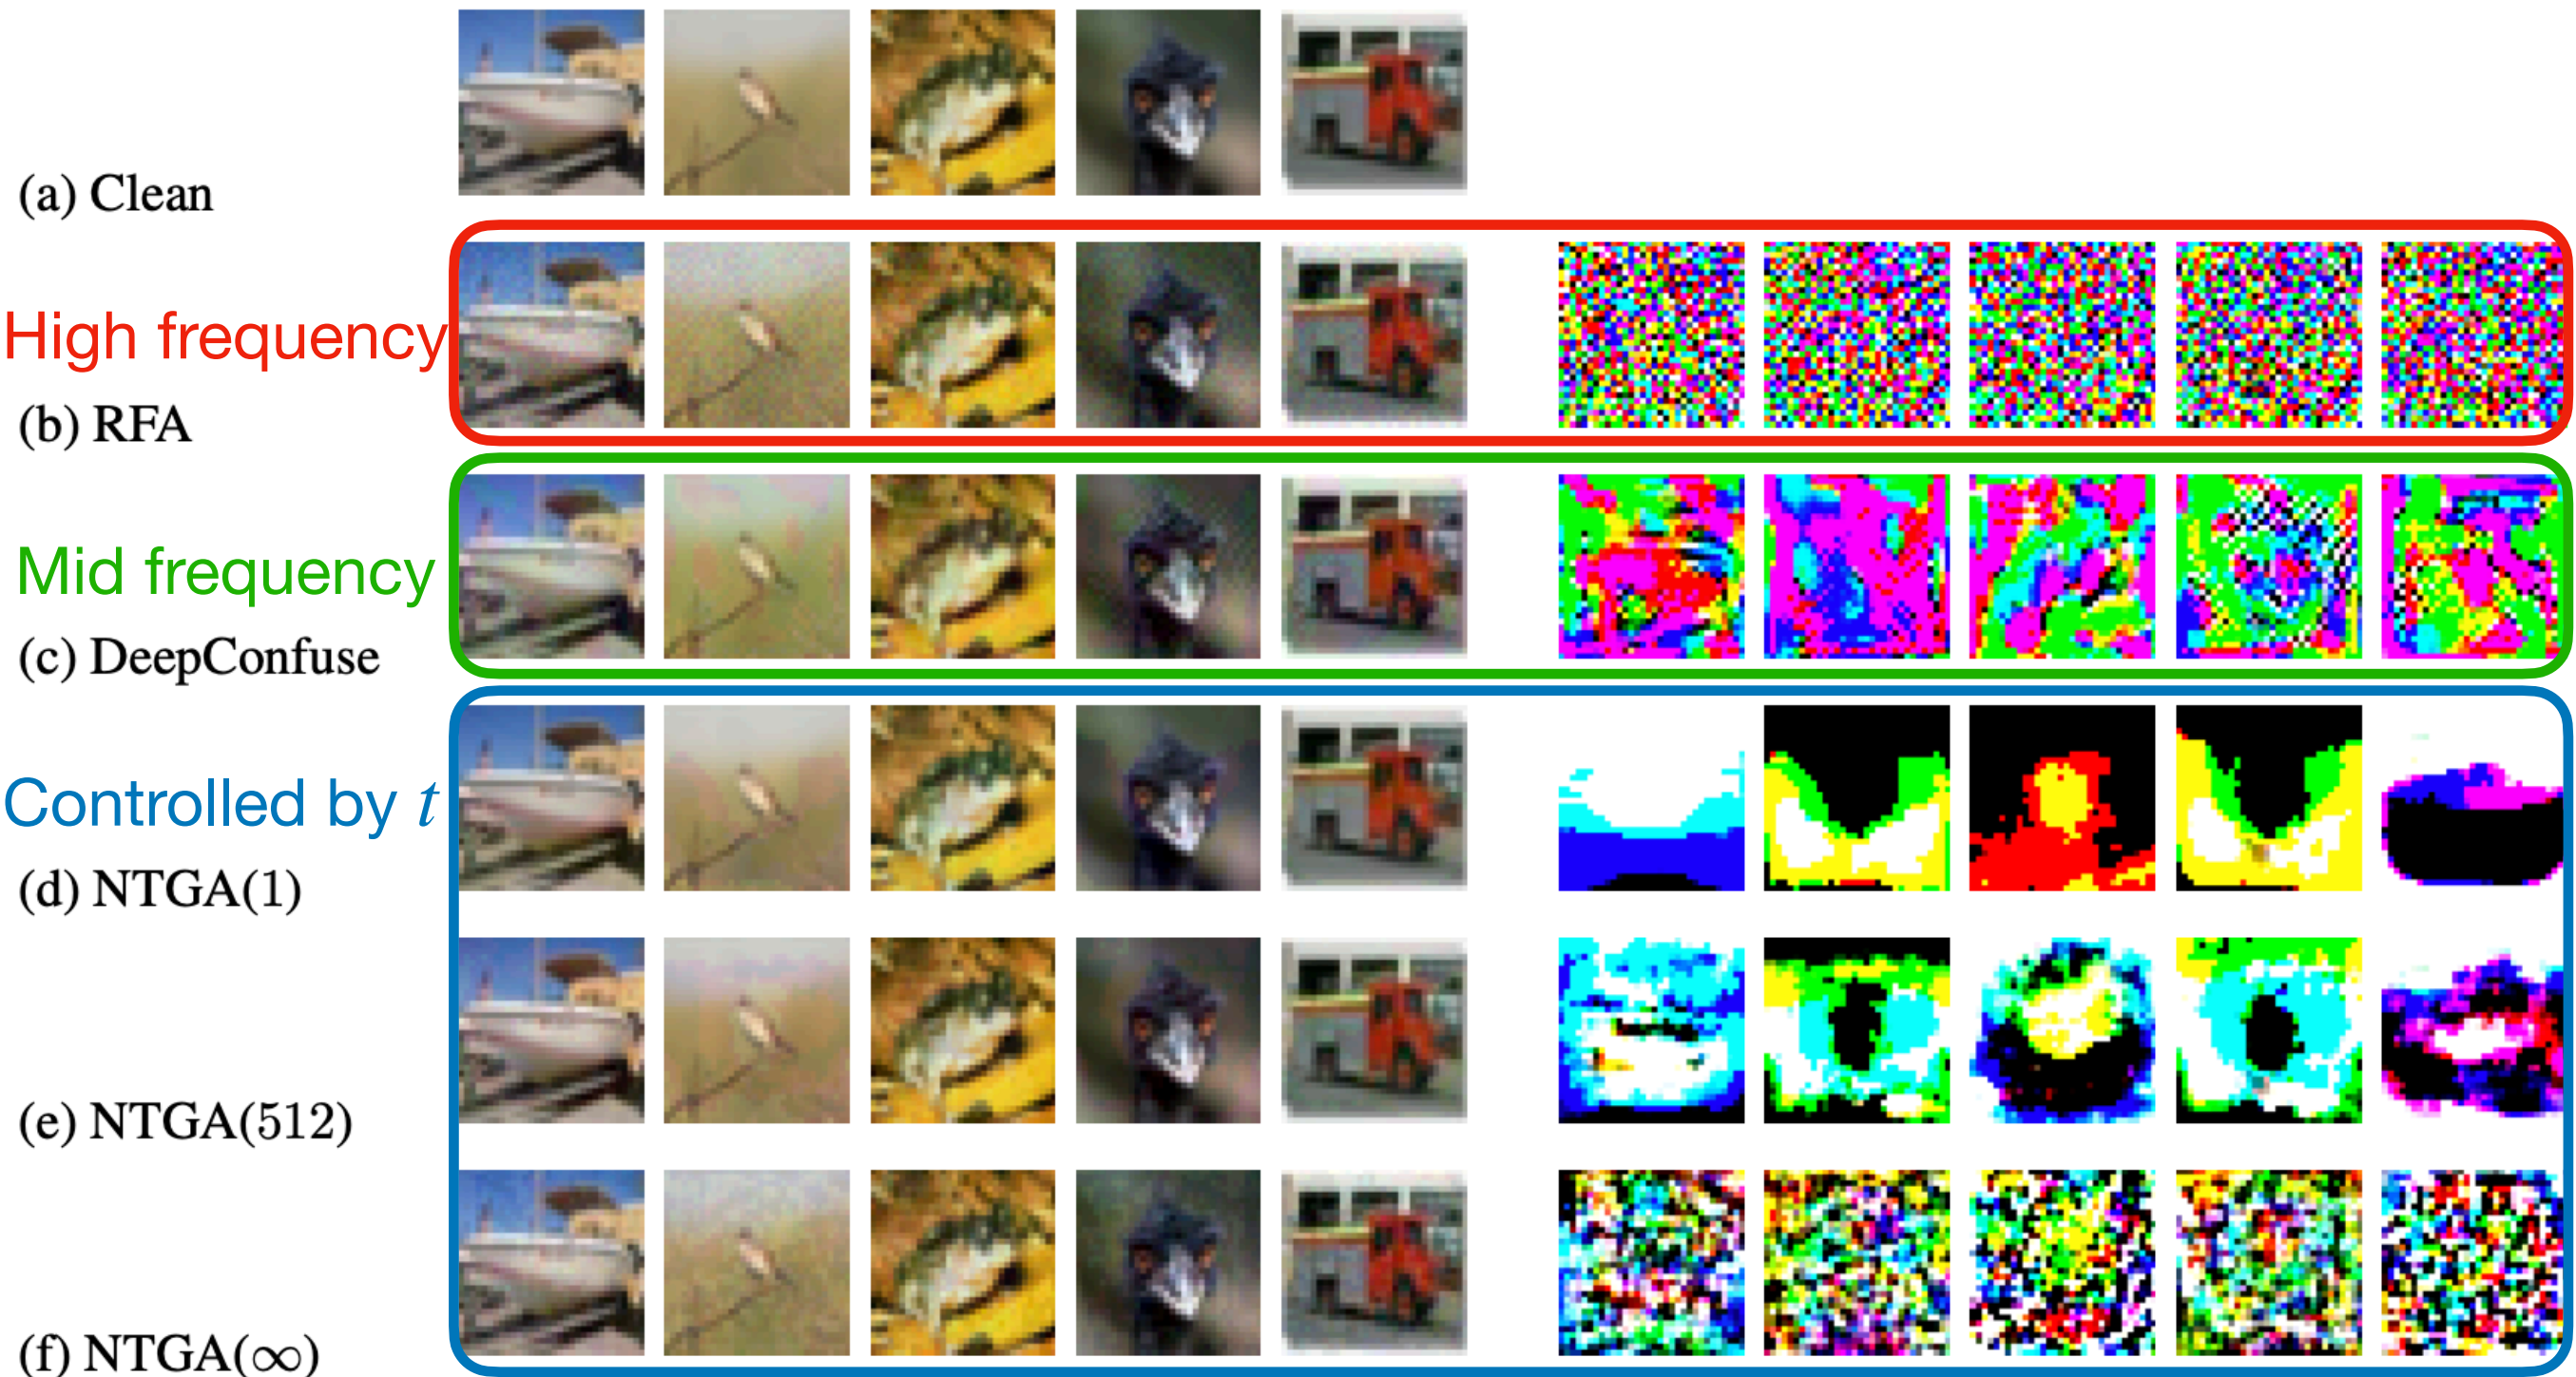 (a) Clean
High frequency
(b) RFA
Mid frequency
(c) DeepConfuse
Controlled by t
(d) NTGA(1)
(e) NTGA(512)
(f) NTGA(∞)